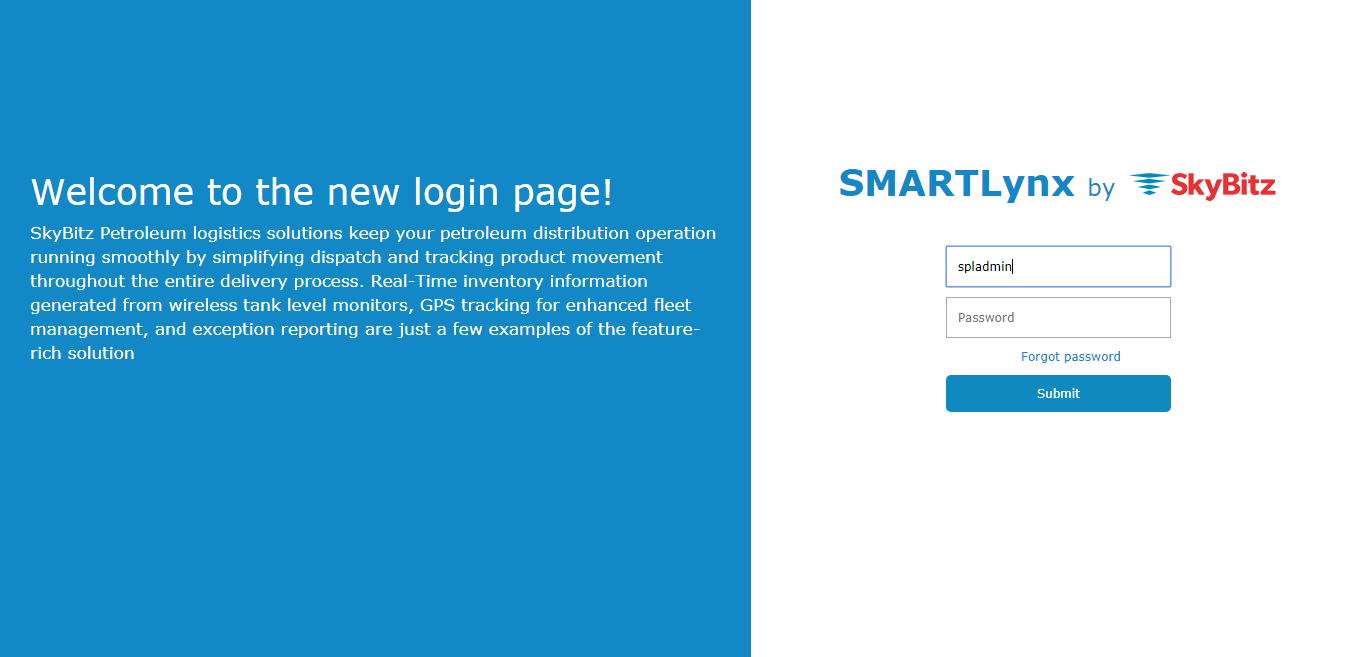 Welcome to the new login page!
SkyBitz Petroleum logistics solutions keep your petroleum distribution operation
running smoothly by simplifying dispatch and tracking product movement
throughout the entire delivery process. Real-Time inventory information
generated from wireless tank level monitors, GPS tracking for enhanced fleet
management, and exception reporting are just a few examples of the feature-
rich solution
SMARTLynx by SkyBitz
spladmin
Password
Forgot password
Submit